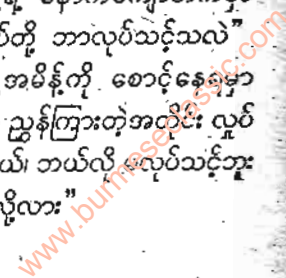 ပ်တို့ ဘာလုပ်သင့်သလဲ”
အမိန့်ကို စောင့်နေရမှာ
ညွှန်ကြားတဲ့အတိုင်း လှုပ်
ယ်၊ ဘယ်လို မလုပ်သင့်ဘူး
လို့လား”
www.burmeseclassic.com